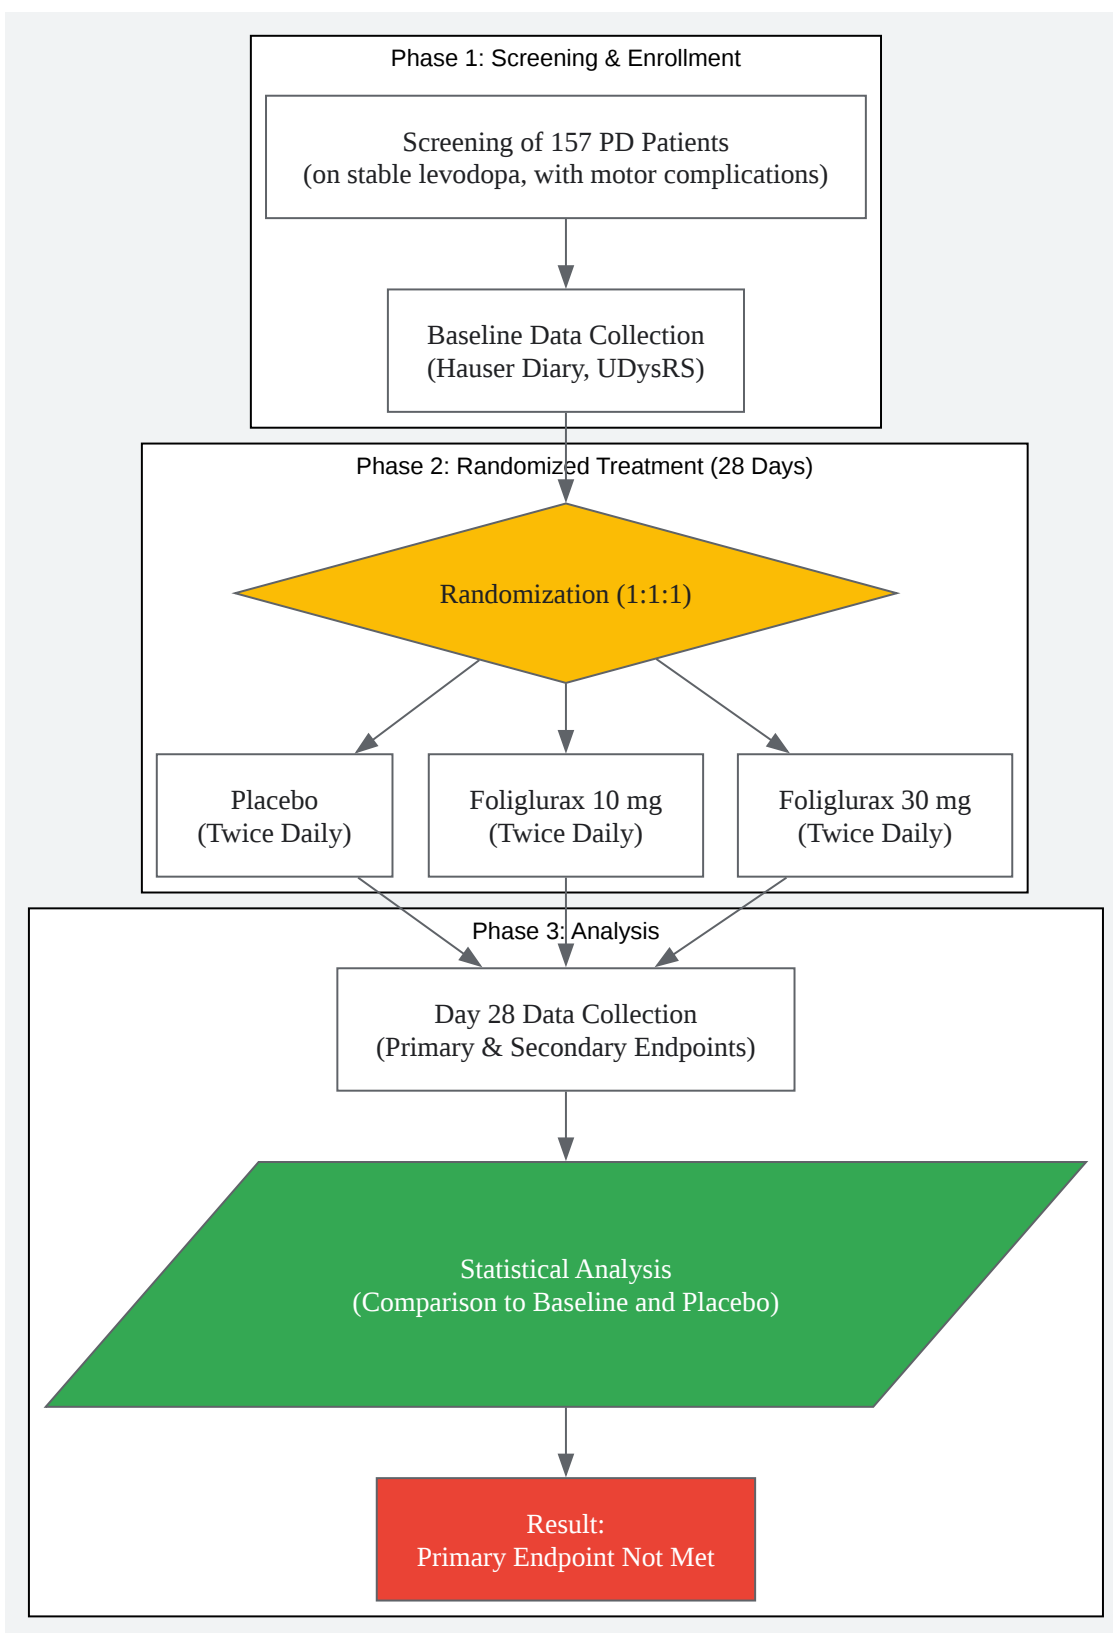 Phase 1: Screening & Enrollment
Screening of 157 PD Patients
(on stable levodopa, with motor complications)
Baseline Data Collection
(Hauser Diary, UDysRS)
Phase 2: Randomized Treatment (28 Days)
Randomization (1:1:1)
Placebo
(Twice Daily)
Foliglurax 10 mg
(Twice Daily)
Foliglurax 30 mg
(Twice Daily)
Phase 3: Analysis
Day 28 Data Collection
(Primary & Secondary Endpoints)
Statistical Analysis
(Comparison to Baseline and Placebo)
Result:
Primary Endpoint Not Met